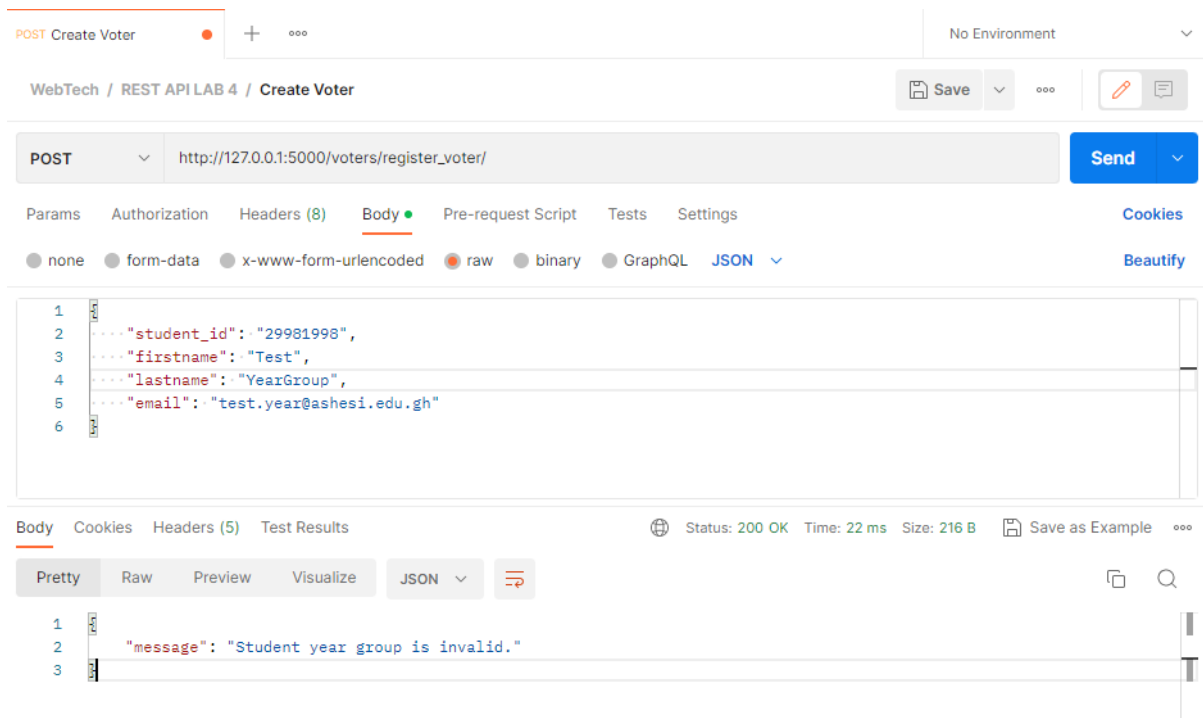 POST Create Voter
No Environment
WebTech / REST API LAB 4 / Create Voter
Save
POST http://127.0.0.1:5000/voters/register_voter/ Send
Params Authorization Headers (8) Body Pre-request Script Tests Settings Cookies
none form-data x-www-form-urlencoded raw binary GraphQL JSON Beautify
1 {
2 ····"student_id":·"29981998",
3 ····"firstname":·"Test",
4 ····"lastname":·"YearGroup",
5 ····"email":·"test.year@ashesi.edu.gh"
6 }
Body Cookies Headers (5) Test Results Status: 200 OK Time: 22 ms Size: 216 B Save as Example
Pretty Raw Preview Visualize JSON
1 {
2 "message": "Student year group is invalid."
3 }